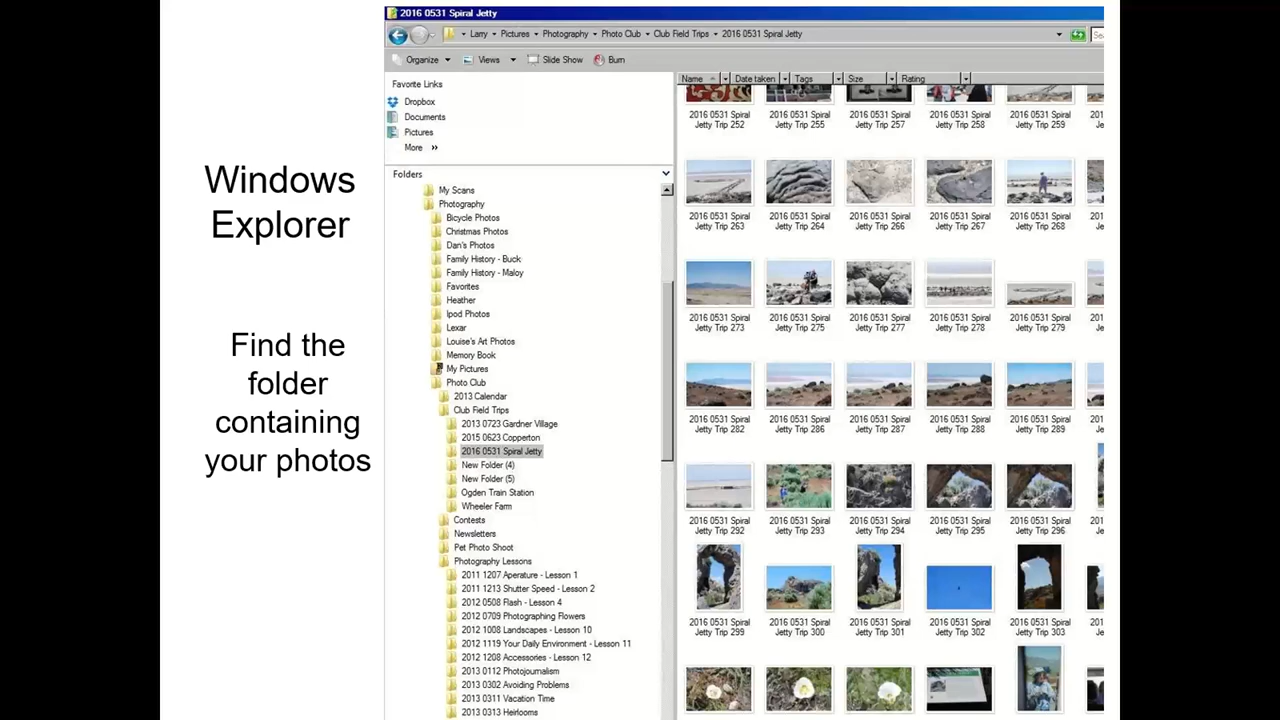 2016 0531 Spiral Jetty
Larry Pictures Photography Photo Club Club Field Trips 2016 0531 Spiral Jetty
Organize Views Slide Show Burn
Windows
Explorer
Find the
folder
containing
your photos
Favorite Links
Dropbox
Documents
Pictures
More »
Folders
My Scans
Photography
Bicycle Photos
Christmas Photos
Dan's Photos
Family History - Buck
Family History - Maloy
Favorites
Heather
Ipod Photos
Lexar
Louise's Art Photos
Memory Book
My Pictures
Photo Club
2013 Calendar
Club Field Trips
2013 0723 Gardner Village
2015 0623 Copperton
2016 0531 Spiral Jetty
New Folder (4)
New Folder (5)
Ogden Train Station
Wheeler Farm
Contests
Newsletters
Pet Photo Shoot
Photography Lessons
2011 1207 Aperature - Lesson 1
2011 1213 Shutter Speed - Lesson 2
2012 0508 Flash - Lesson 4
2012 0709 Photographing Flowers
2012 1008 Landscapes - Lesson 10
2012 1119 Your Daily Environment - Lesson 11
2012 1208 Accessories - Lesson 12
2013 0112 Photojournalism
2013 0302 Avoiding Problems
2013 0311 Vacation Time
2013 0313 Heirlooms
Name Date taken Tags Size Rating
2016 0531 Spiral 2016 0531 Spiral 2016 0531 Spiral 2016 0531 Spiral 2016 0531 Spiral
Jetty Trip 252 Jetty Trip 255 Jetty Trip 257 Jetty Trip 258 Jetty Trip 259
2016 0531 Spiral 2016 0531 Spiral 2016 0531 Spiral 2016 0531 Spiral 2016 0531 Spiral
Jetty Trip 263 Jetty Trip 264 Jetty Trip 266 Jetty Trip 267 Jetty Trip 268
2016 0531 Spiral 2016 0531 Spiral 2016 0531 Spiral 2016 0531 Spiral 2016 0531 Spiral
Jetty Trip 273 Jetty Trip 275 Jetty Trip 277 Jetty Trip 278 Jetty Trip 279
2016 0531 Spiral 2016 0531 Spiral 2016 0531 Spiral 2016 0531 Spiral 2016 0531 Spiral
Jetty Trip 282 Jetty Trip 286 Jetty Trip 287 Jetty Trip 288 Jetty Trip 289
2016 0531 Spiral 2016 0531 Spiral 2016 0531 Spiral 2016 0531 Spiral 2016 0531 Spiral
Jetty Trip 292 Jetty Trip 293 Jetty Trip 294 Jetty Trip 295 Jetty Trip 296
2016 0531 Spiral 2016 0531 Spiral 2016 0531 Spiral 2016 0531 Spiral 2016 0531 Spiral
Jetty Trip 299 Jetty Trip 300 Jetty Trip 301 Jetty Trip 302 Jetty Trip 303